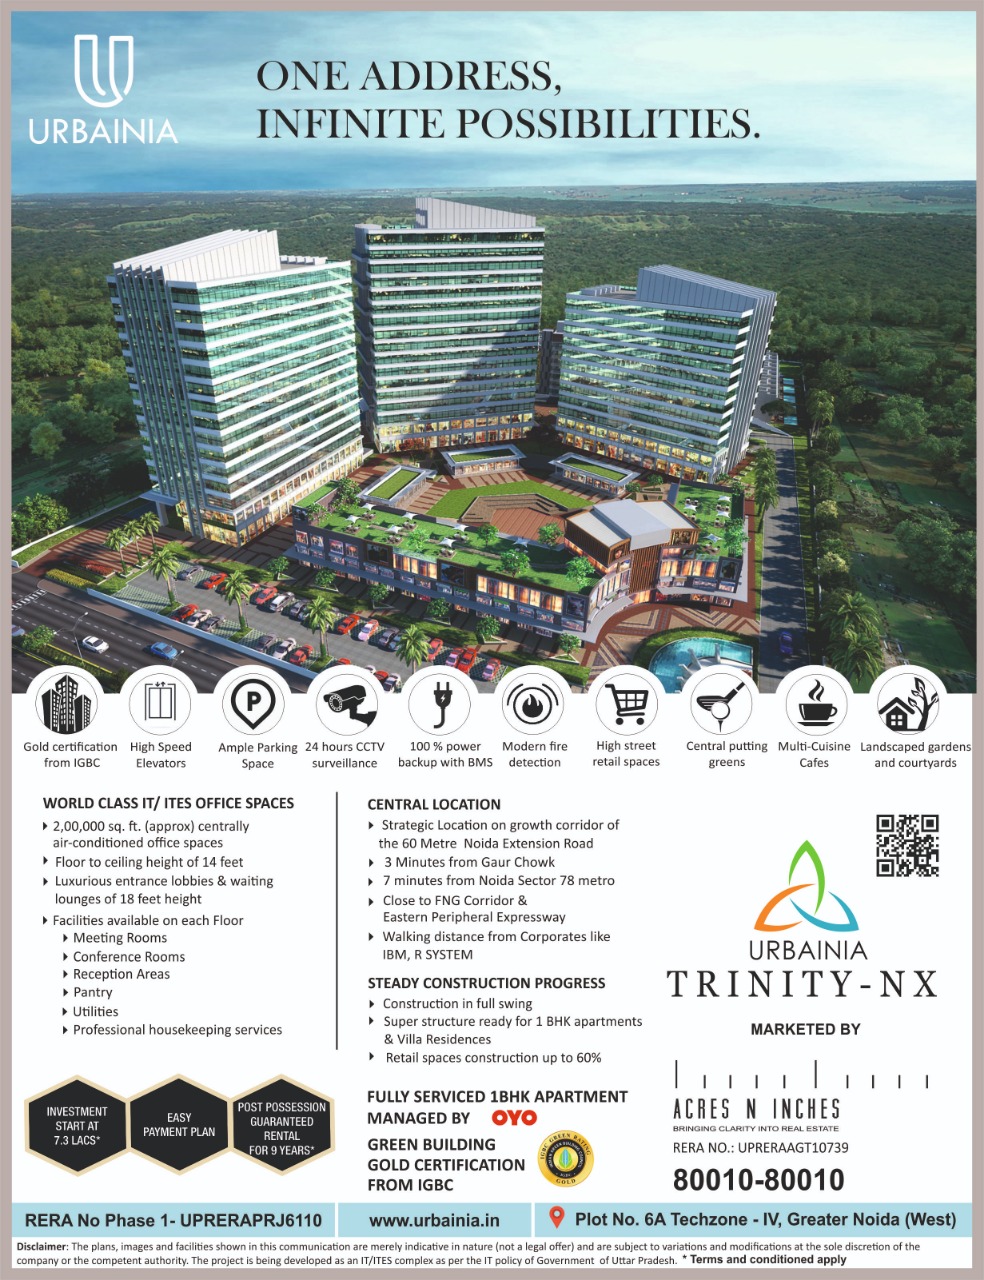 URBAINIA
ONE ADDRESS,
INFINITE POSSIBILITIES.
Gold certification
from IGBC
High Speed
Elevators
P
Ample Parking
Space
24 hours CCTV
surveillance
100 % power
backup with BMS
Modern fire
detection
High street
retail spaces
Central putting
greens
Multi-Cuisine
Cafes
Landscaped gardens
and courtyards
WORLD CLASS IT/ ITES OFFICE SPACES
2,00,000 sq. ft. (approx) centrally
air-conditioned office spaces
Floor to ceiling height of 14 feet
Luxurious entrance lobbies & waiting
lounges of 18 feet height
Facilities available on each Floor
Meeting Rooms
Conference Rooms
Reception Areas
Pantry
Utilities
Professional housekeeping services
CENTRAL LOCATION
Strategic Location on growth corridor of
the 60 Metre Noida Extension Road
3 Minutes from Gaur Chowk
7 minutes from Noida Sector 78 metro
Close to FNG Corridor &
Eastern Peripheral Expressway
Walking distance from Corporates like
IBM, R SYSTEM
STEADY CONSTRUCTION PROGRESS
Construction in full swing
Super structure ready for 1 BHK apartments
& Villa Residences
Retail spaces construction up to 60%
URBAINIA
TRINITY-NX
MARKETED BY
ACRES N INCHES
BRINGING CLARITY INTO REAL ESTATE
RERA NO.: UPRERAAGT10739
80010-80010
INVESTMENT
START AT
7.3 LACS*
EASY
PAYMENT PLAN
POST POSSESSION
GUARANTEED
RENTAL
FOR 9 YEARS*
FULLY SERVICED 1BHK APARTMENT
MANAGED BY OYO
GREEN BUILDING
GOLD CERTIFICATION
FROM IGBC
IGBC GREEN RATING
GOLD
RERA No Phase 1- UPRERAPRJ6110
www.urbainia.in
Plot No. 6A Techzone - IV, Greater Noida (West)
Disclaimer: The plans, images and facilities shown in this communication are merely indicative in nature (not a legal offer) and are subject to variations and modifications at the sole discretion of the
company or the competent authority. The project is being developed as an IT/ITES complex as per the IT policy of Government of Uttar Pradesh. * Terms and conditioned apply